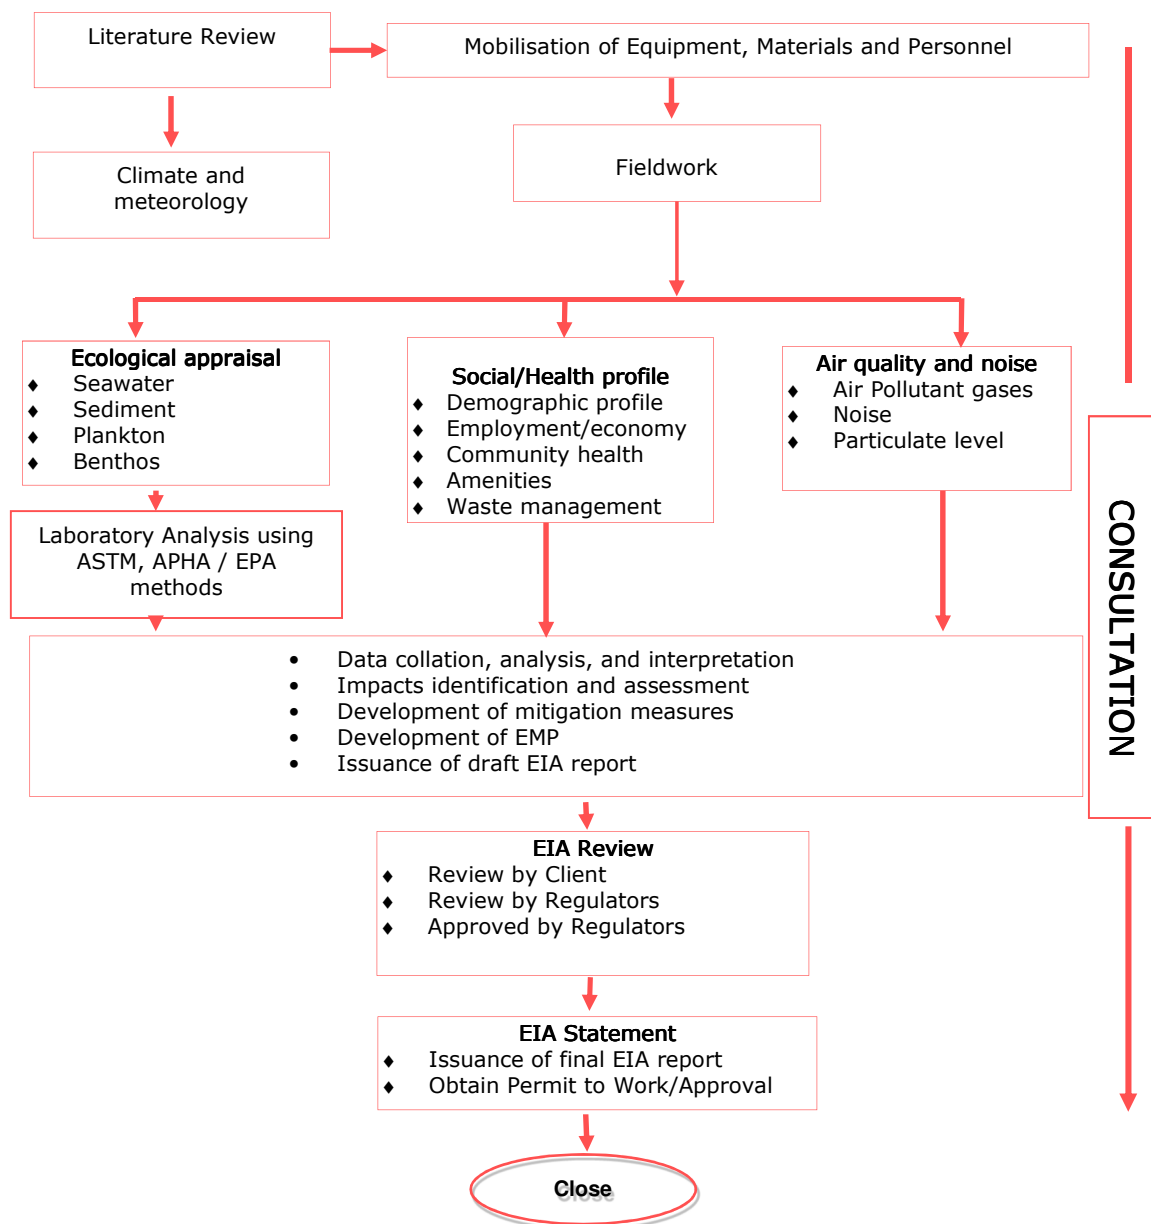 Literature Review
Mobilisation of Equipment, Materials and Personnel
Climate and
meteorology
Fieldwork
Ecological appraisal
♦ Seawater
♦ Sediment
♦ Plankton
♦ Benthos
Social/Health profile
♦ Demographic profile
♦ Employment/economy
♦ Community health
♦ Amenities
♦ Waste management
Air quality and noise
♦ Air Pollutant gases
♦ Noise
♦ Particulate level
Laboratory Analysis using
ASTM, APHA / EPA
methods
CONSULTATION
• Data collation, analysis, and interpretation
• Impacts identification and assessment
• Development of mitigation measures
• Development of EMP
• Issuance of draft EIA report
EIA Review
♦ Review by Client
♦ Review by Regulators
♦ Approved by Regulators
EIA Statement
♦ Issuance of final EIA report
♦ Obtain Permit to Work/Approval
Close